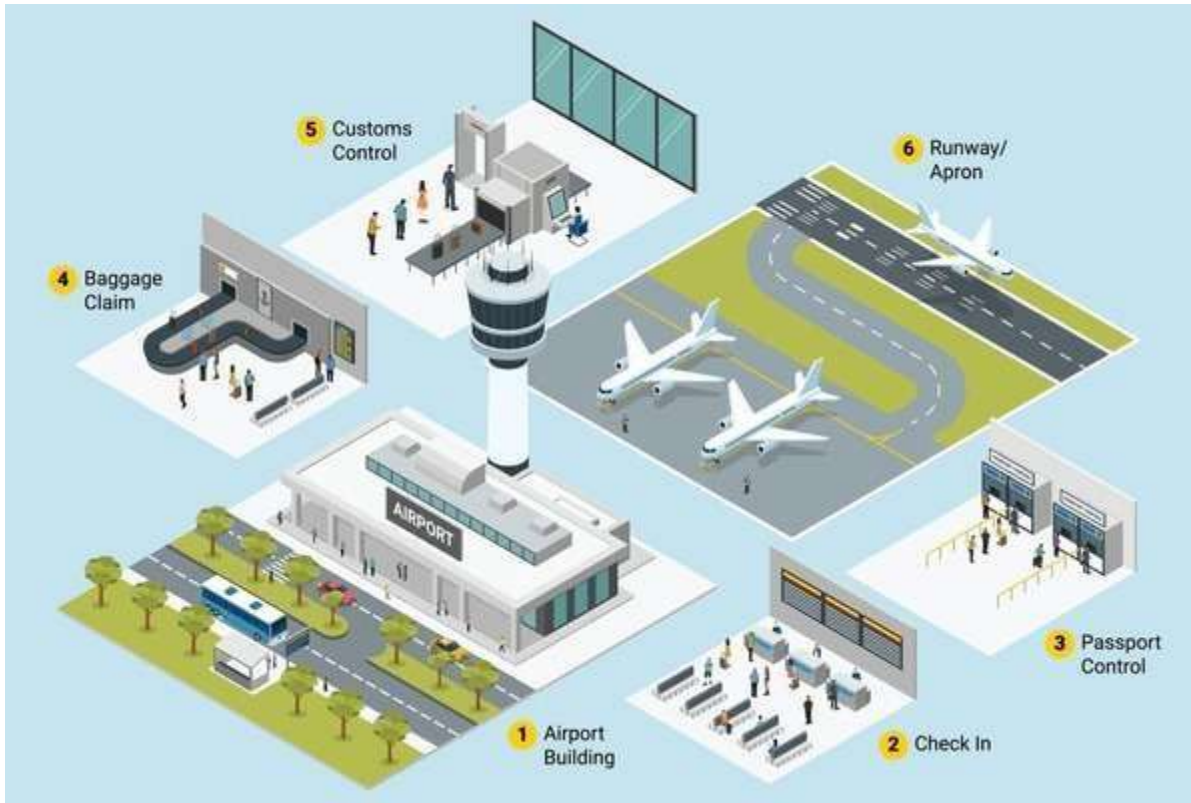 5 Customs
Control
6 Runway/
Apron
4 Baggage
Claim
AIRPORT
3 Passport
Control
1 Airport
Building
2 Check In